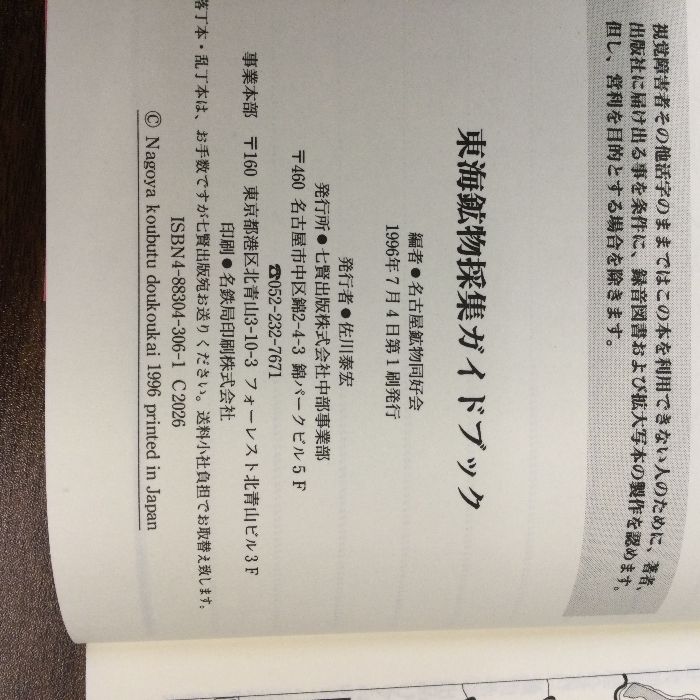 視覚障害者その他活字のままではこの本を利用できない人のために、著者、
出版社に届け出る事を条件に、録音図書および拡大写本の製作を認めます。
但し、営利を目的とする場合を除きます。
東海鉱物採集ガイドブック
1996年7月4日第1刷発行
編者●名古屋鉱物同好会
発行者●佐川泰宏
発行所●七賢出版株式会社中部事業部
〒460 名古屋市中区錦2-4-3 錦パークビル5F
☎052-232-7671
事業本部 〒160 東京都港区北青山3-10-3 フォーレスト北青山ビル3F
印刷●名鉄局印刷株式会社
落丁本・乱丁本は、お手数ですが七賢出版宛お送りください。送料小社負担でお取替え致します。
ISBN4-88304-306-1 C2026
© Nagoya koubutu doukoukai 1996 printed in Japan